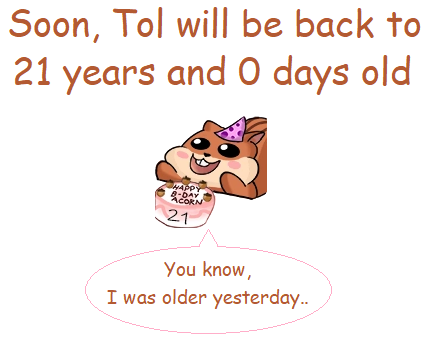 Soon, Tol will be back to
21 years and 0 days old
HAPPY
B-DAY
ACORN
21
You know,
I was older yesterday..